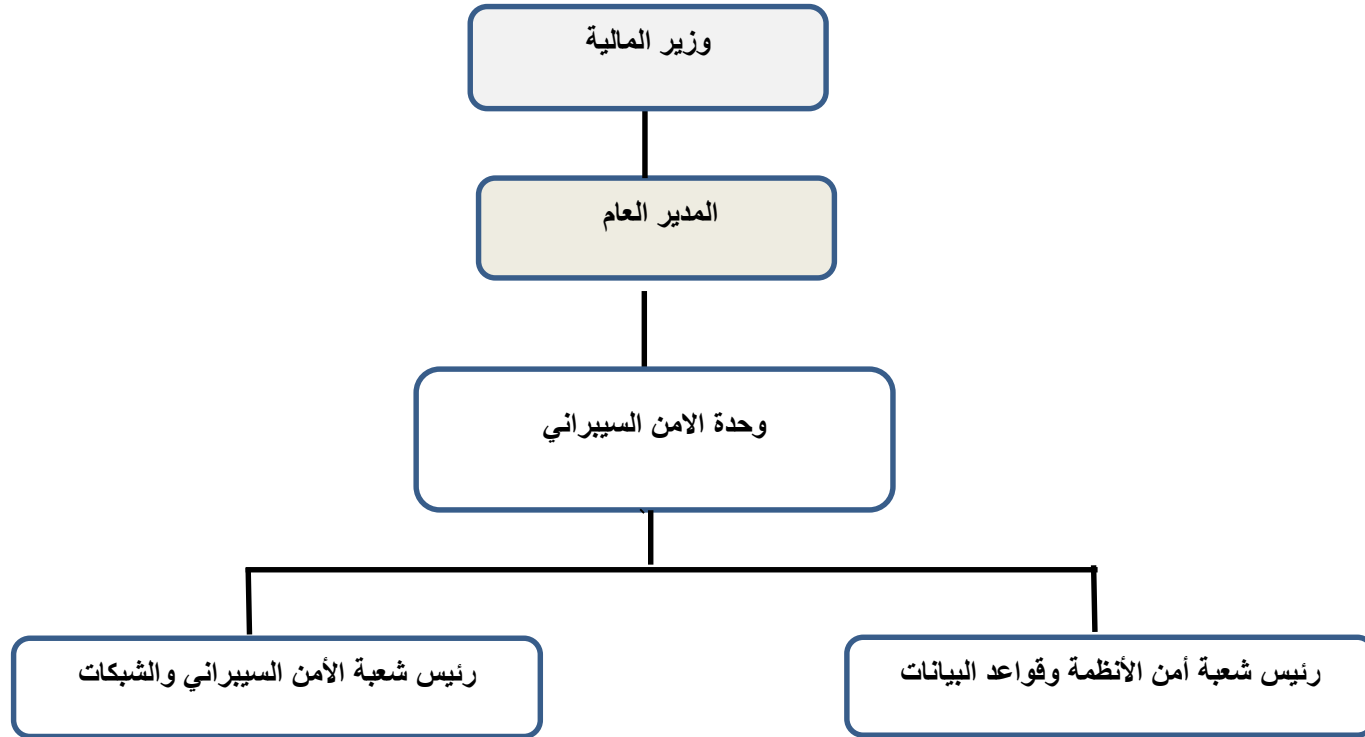 وزير المالية
المدير العام
وحدة الامن السيبراني
رئيس شعبة أمن الأنظمة وقواعد البيانات
رئيس شعبة الأمن السيبراني والشبكات